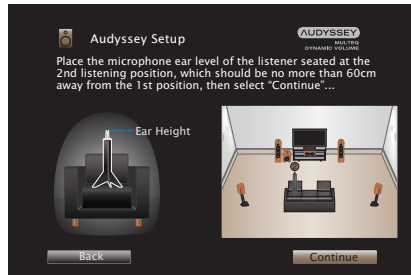 Audyssey Setup
AUDYSSEY
MULTEQ
DYNAMIC VOLUME
Place the microphone ear level of the listener seated at the
2nd listening position, which should be no more than 60cm
away from the 1st position, then select “Continue”...
Ear Height
Back
Continue